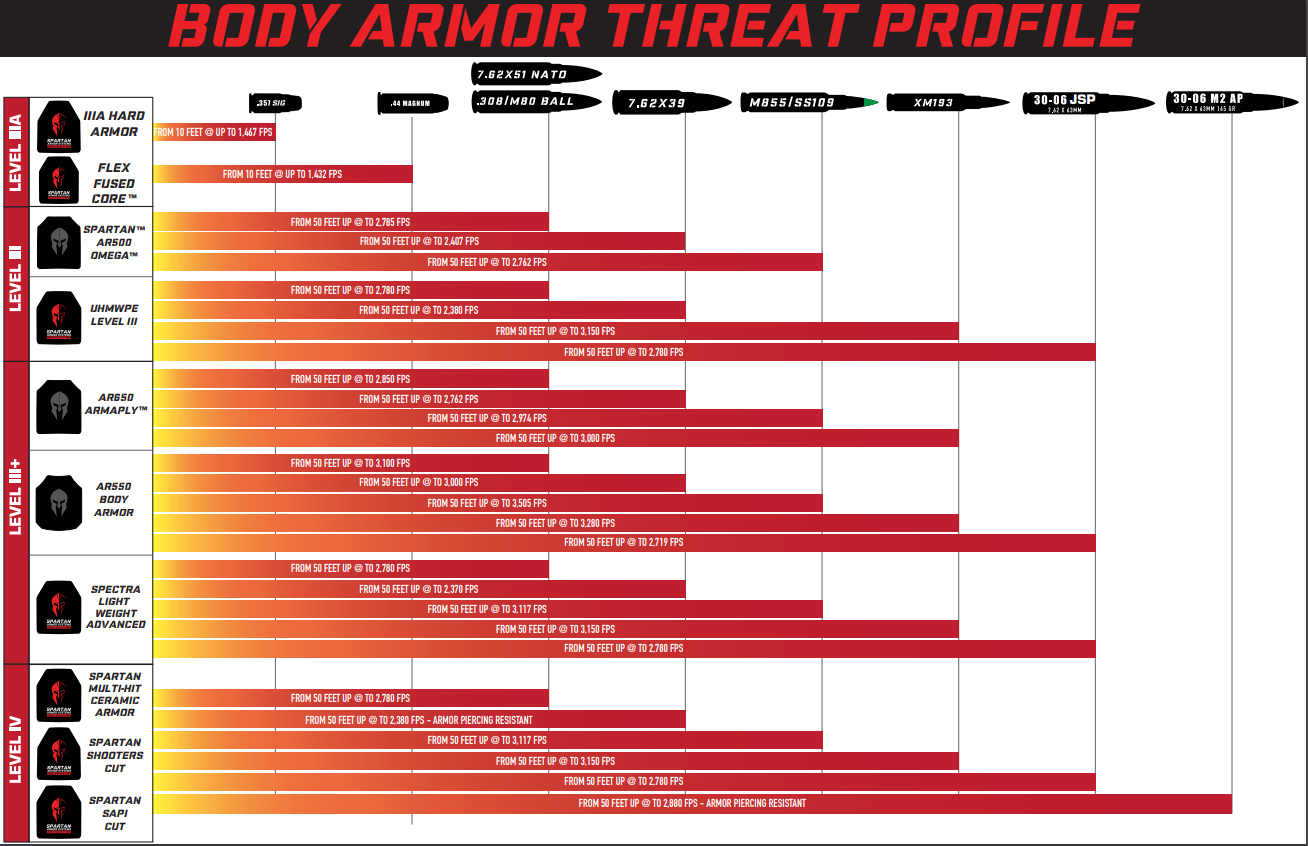 BODY ARMOR THREAT PROFILE
7.62X51 NATO
.357 SIG
.44 MAGNUM
.308/M80 BALL
7.62X39
M855/SS109
XM193
30-06 JSP
7.62 X 63MM
30-06 M2 AP
7.62 X 63MM 165 GR
LEVEL IIIA
IIIA HARD
ARMOR
FROM 10 FEET @ UP TO 1,467 FPS
FLEX
FUSED
CORE™
FROM 10 FEET @ UP TO 1,432 FPS
LEVEL III
SPARTAN™
AR500
OMEGA™
FROM 50 FEET UP @ TO 2,785 FPS
FROM 50 FEET UP @ TO 2,407 FPS
FROM 50 FEET UP @ TO 2,762 FPS
UHMWPE
LEVEL III
FROM 50 FEET UP @ TO 2,780 FPS
FROM 50 FEET UP @ TO 2,380 FPS
FROM 50 FEET UP @ TO 3,150 FPS
FROM 50 FEET UP @ TO 2,780 FPS
LEVEL III+
AR650
ARMAPLY™
FROM 50 FEET UP @ TO 2,850 FPS
FROM 50 FEET UP @ TO 2,762 FPS
FROM 50 FEET UP @ TO 2,974 FPS
FROM 50 FEET UP @ TO 3,000 FPS
AR550
BODY
ARMOR
FROM 50 FEET UP @ TO 3,100 FPS
FROM 50 FEET UP @ TO 3,000 FPS
FROM 50 FEET UP @ TO 3,505 FPS
FROM 50 FEET UP @ TO 3,280 FPS
FROM 50 FEET UP @ TO 2,719 FPS
SPECTRA
LIGHT
WEIGHT
ADVANCED
FROM 50 FEET UP @ TO 2,780 FPS
FROM 50 FEET UP @ TO 2,370 FPS
FROM 50 FEET UP @ TO 3,117 FPS
FROM 50 FEET UP @ TO 3,150 FPS
FROM 50 FEET UP @ TO 2,780 FPS
LEVEL IV
SPARTAN
MULTI-HIT
CERAMIC
ARMOR
SPARTAN
SHOOTERS
CUT
SPARTAN
SAPI
CUT
FROM 50 FEET UP @ TO 2,780 FPS
FROM 50 FEET UP @ TO 2,380 FPS - ARMOR PIERCING RESISTANT
FROM 50 FEET UP @ TO 3,117 FPS
FROM 50 FEET UP @ TO 3,150 FPS
FROM 50 FEET UP @ TO 2,780 FPS
FROM 50 FEET UP @ TO 2,880 FPS - ARMOR PIERCING RESISTANT